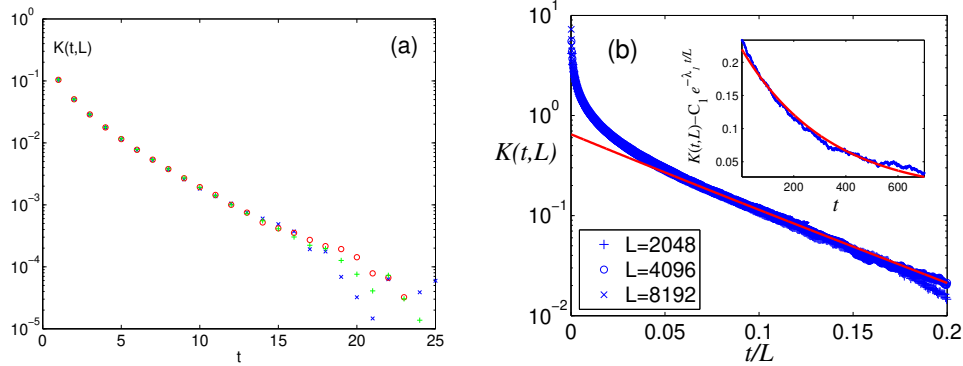 10^0
K(t,L)
(a)
10^-1
10^-2
10^-3
10^-4
10^-5
0 5 10 15 20 25
t
10^1
(b)
10^0
K(t,L)
10^-1
10^-2
L=2048
L=4096
L=8192
0 0.05 0.1 0.15 0.2
t/L
K(t,L)−C_1 e^{−λ_1 t/L}
0.2
0.15
0.1
0.05
200 400 600
t